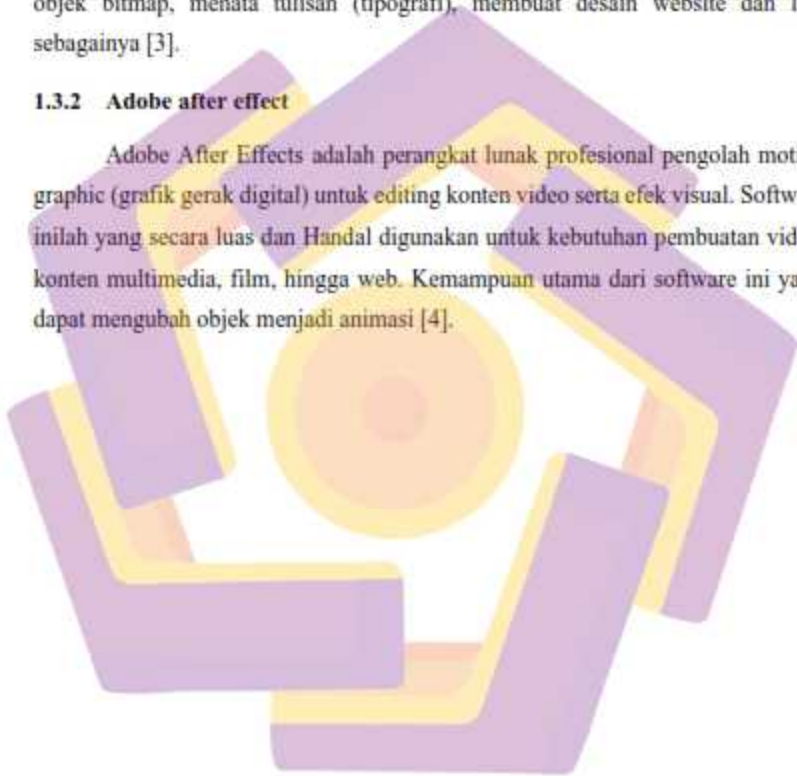 objek bitmap, menata tulisan (tipografi), membuat desain website dan l
sebagainya [3].
1.3.2 Adobe after effect
Adobe After Effects adalah perangkat lunak profesional pengolah mot
graphic (grafik gerak digital) untuk editing konten video serta efek visual. Softw
inilah yang secara luas dan Handal digunakan untuk kebutuhan pembuatan vid
konten multimedia, film, hingga web. Kemampuan utama dari software ini ya
dapat mengubah objek menjadi animasi [4].